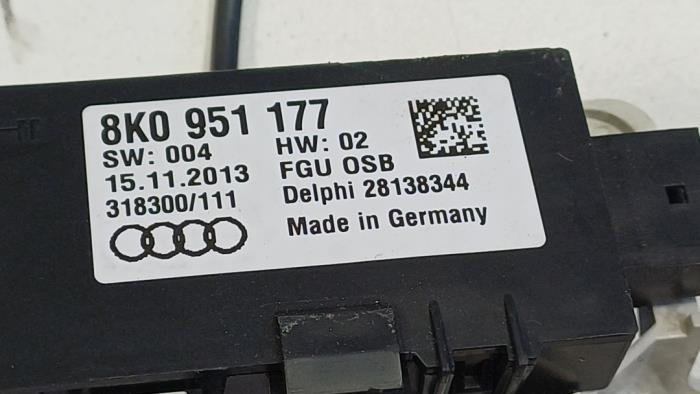 8K0 951 177
SW: 004 HW: 02
15.11.2013 FGU OSB
318300/111 Delphi 28138344
Made in Germany